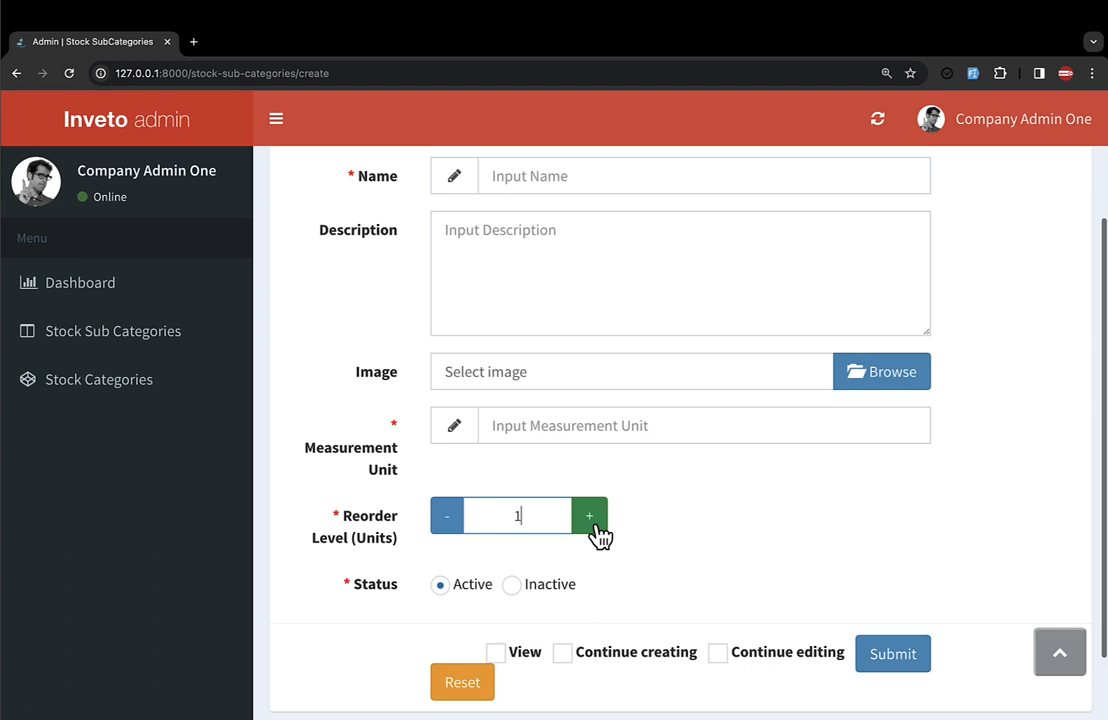 Admin | Stock SubCategories
127.0.0.1:8000/stock-sub-categories/create
Inveto admin
Company Admin One
Company Admin One
Online
Menu
Dashboard
Stock Sub Categories
Stock Categories
* Name
Input Name
Description
Input Description
Image
Select image
Browse
*
Measurement
Unit
Input Measurement Unit
* Reorder
Level (Units)
- 1 +
* Status
Active Inactive
View Continue creating Continue editing Submit
Reset